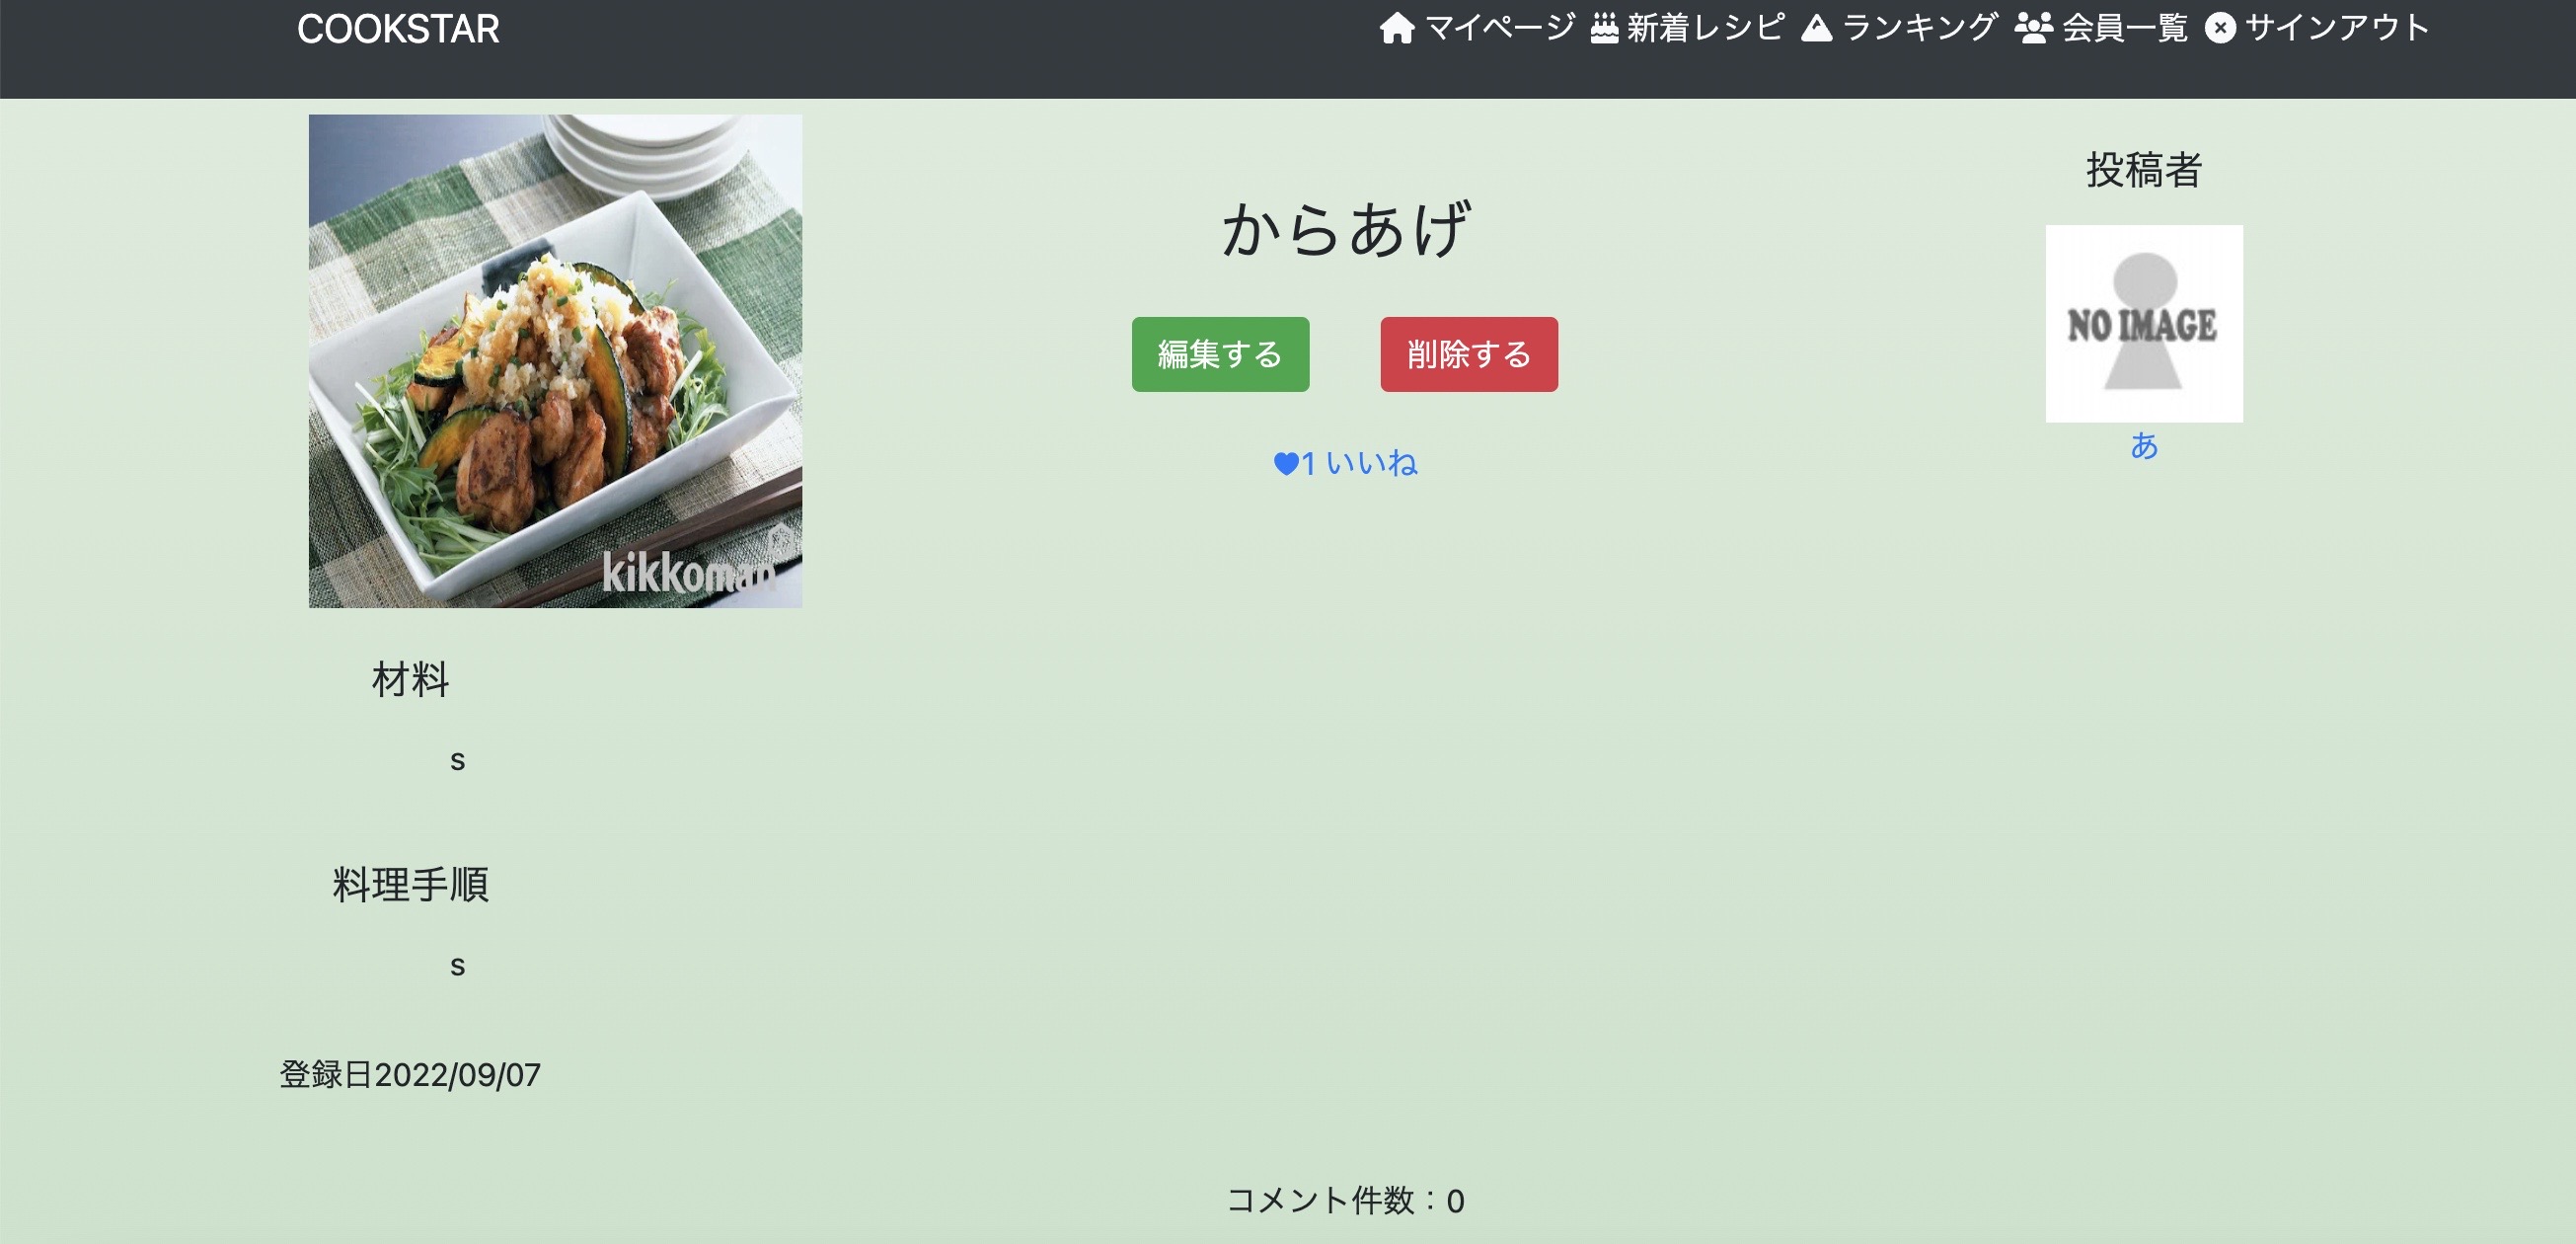 COOKSTAR
マイページ 新着レシピ ランキング 会員一覧 サインアウト
kikkoman
からあげ
編集する 削除する
1 いいね
投稿者
NO IMAGE
あ
材料
s
料理手順
s
登録日2022/09/07
コメント件数：0